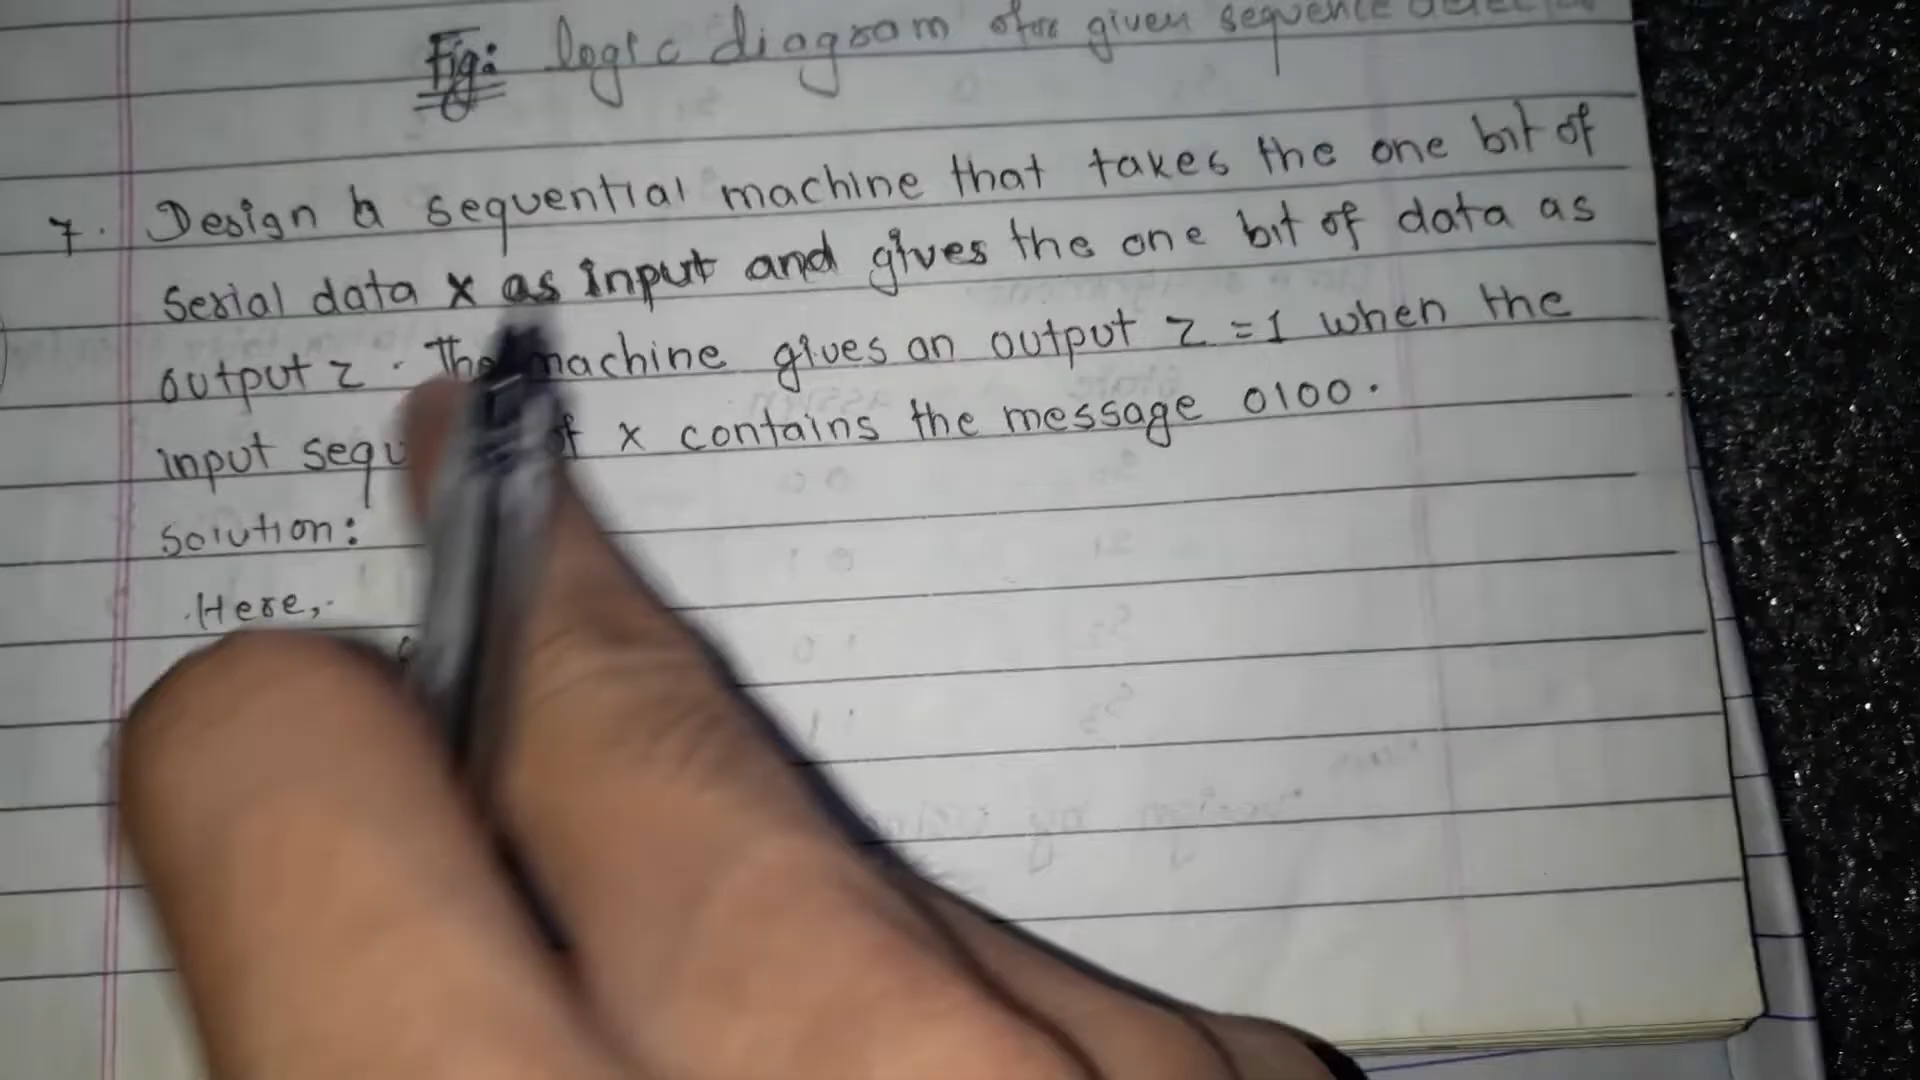 Fig: logic diagram of given sequence
7. Design a sequential machine that takes the one bit of
serial data x as input and gives the one bit of data as
output z. The machine gives an output z = 1 when the
input of x contains the message 0100.
Solution:
Here,